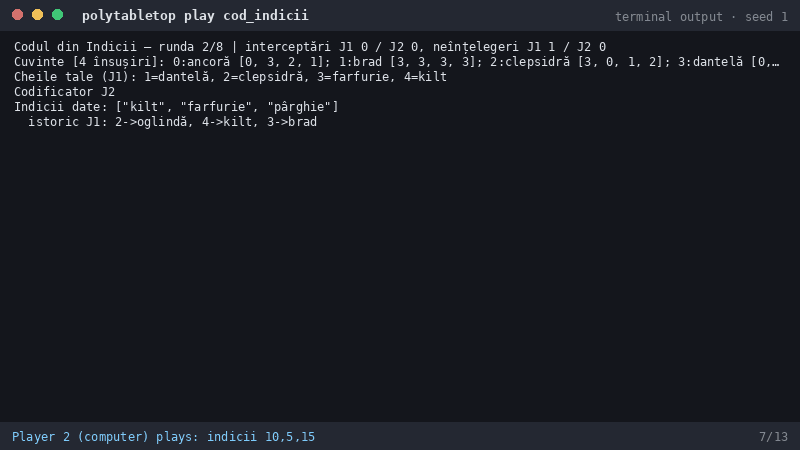 polytabletop play cod_indicii
terminal output · seed 1
Codul din Indicii — runda 2/8 | interceptări J1 0 / J2 0, neînțelegeri J1 1 / J2 0
Cuvinte [4 însușiri]: 0:ancoră [0, 3, 2, 1]; 1:brad [3, 3, 3, 3]; 2:clepsidră [3, 0, 1, 2]; 3:dantelă [0,…
Cheile tale (J1): 1=dantelă, 2=clepsidră, 3=farfurie, 4=kilt
Codificator J2
Indicii date: ["kilt", "farfurie", "pârghie"]
istoric J1: 2->oglindă, 4->kilt, 3->brad
Player 2 (computer) plays: indicii 10,5,15
7/13